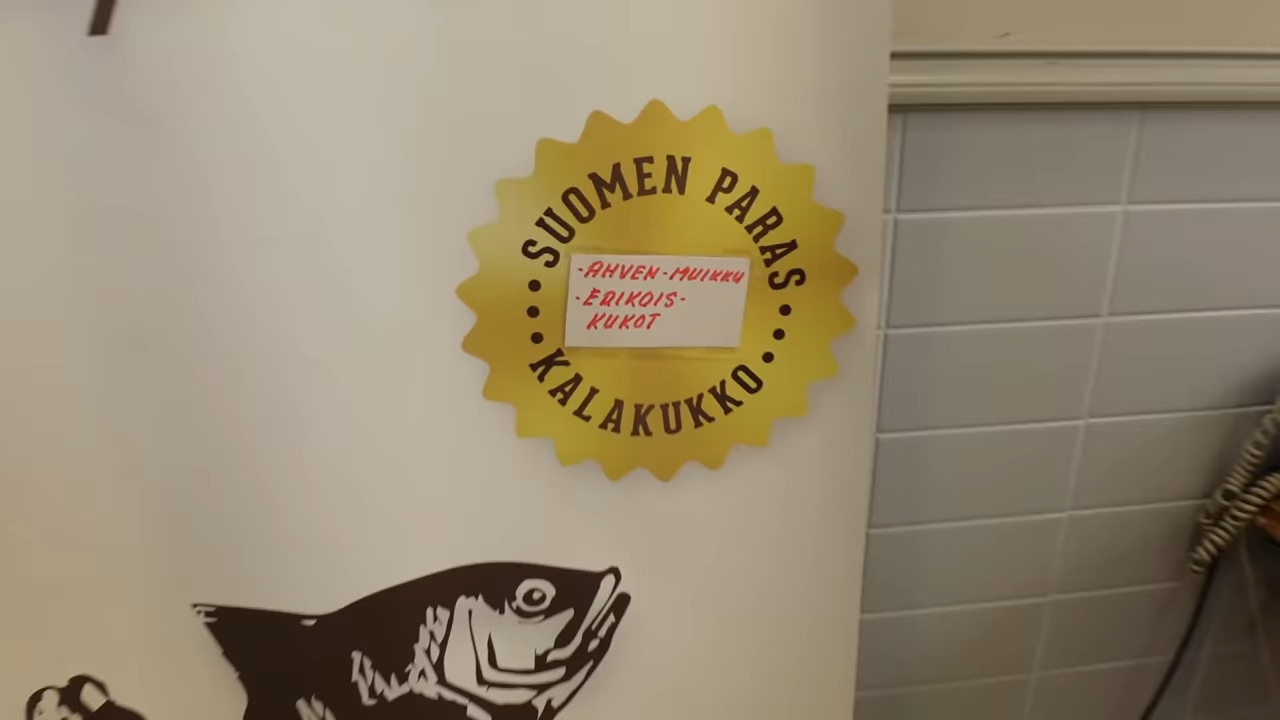 SUOMEN PARAS
-AHVEN-MUIKKU
-ERIKOIS-
KUKOT
KALAKUKKO